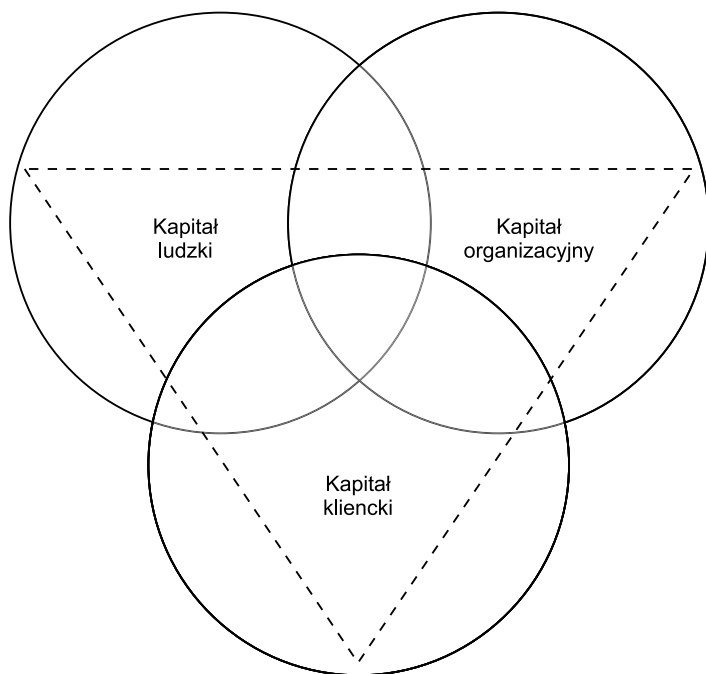 Kapitał
ludzki
Kapitał
organizacyjny
Kapitał
kliencki